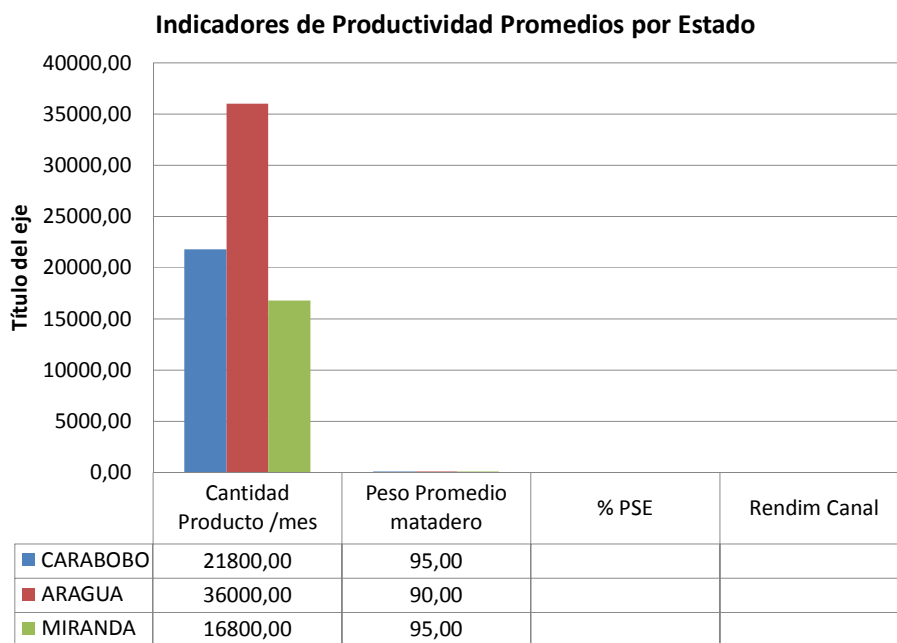 Indicadores de Productividad Promedios por Estado
Título del eje
40000,00
35000,00
30000,00
25000,00
20000,00
15000,00
10000,00
5000,00
0,00
Cantidad Producto /mes
Peso Promedio matadero
% PSE
Rendim Canal
CARABOBO 21800,00 95,00
ARAGUA 36000,00 90,00
MIRANDA 16800,00 95,00